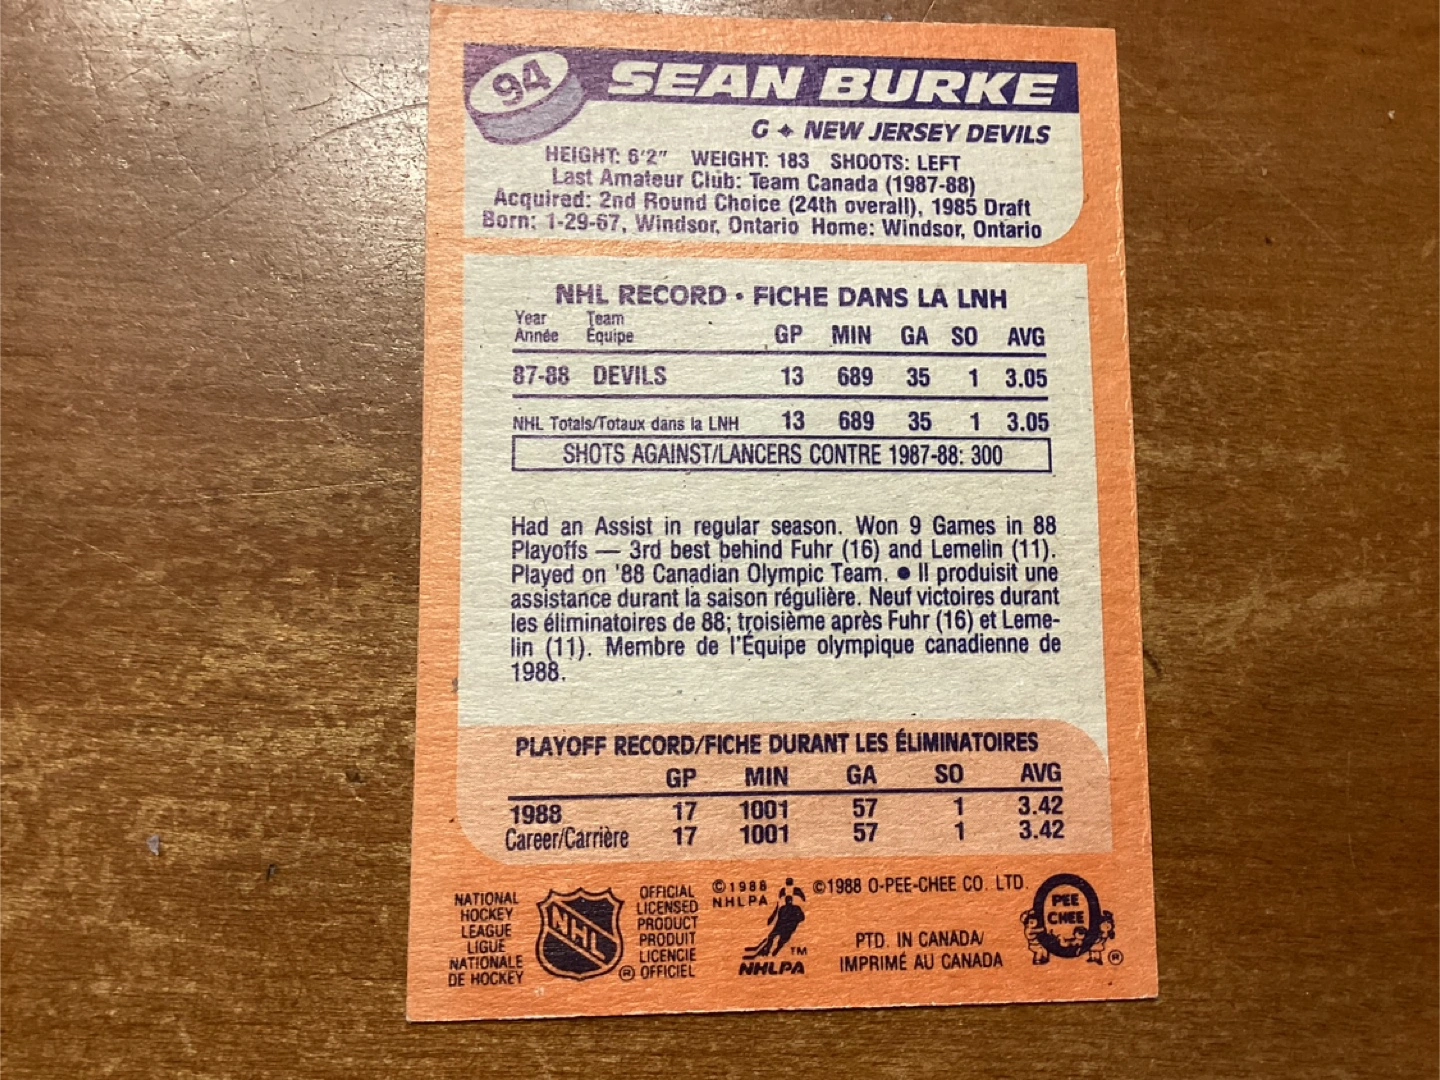 94
SEAN BURKE
G ✦ NEW JERSEY DEVILS
HEIGHT: 6'2" WEIGHT: 183 SHOOTS: LEFT
Last Amateur Club: Team Canada (1987-88)
Acquired: 2nd Round Choice (24th overall), 1985 Draft
Born: 1-29-67, Windsor, Ontario Home: Windsor, Ontario
NHL RECORD • FICHE DANS LA LNH
Year Team
Année Équipe GP MIN GA SO AVG
87-88 DEVILS 13 689 35 1 3.05
NHL Totals/Totaux dans la LNH 13 689 35 1 3.05
SHOTS AGAINST/LANCERS CONTRE 1987-88: 300
Had an Assist in regular season. Won 9 Games in 88
Playoffs — 3rd best behind Fuhr (16) and Lemelin (11).
Played on '88 Canadian Olympic Team. ● Il produisit une
assistance durant la saison régulière. Neuf victoires durant
les éliminatoires de 88; troisième après Fuhr (16) et Leme-
lin (11). Membre de l'Équipe olympique canadienne de
1988.
PLAYOFF RECORD/FICHE DURANT LES ÉLIMINATOIRES
GP MIN GA SO AVG
1988 17 1001 57 1 3.42
Career/Carrière 17 1001 57 1 3.42
NATIONAL
HOCKEY
LEAGUE
LIGUE
NATIONALE
DE HOCKEY
NHL
®
OFFICIAL
LICENSED
PRODUCT
PRODUIT
LICENCIE
OFFICIEL
©1988
NHLPA
TM
NHLPA
©1988 O-PEE-CHEE CO. LTD.
PTD. IN CANADA/
IMPRIMÉ AU CANADA
PEE
CHEE
®